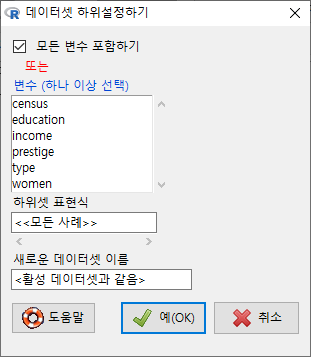 데이터셋 하위설정하기
모든 변수 포함하기
또는
변수 (하나 이상 선택)
census
education
income
prestige
type
women
하위셋 표현식
<<모든 사례>>
새로운 데이터셋 이름
<활성 데이터셋과 같음>
도움말 예(OK) 취소